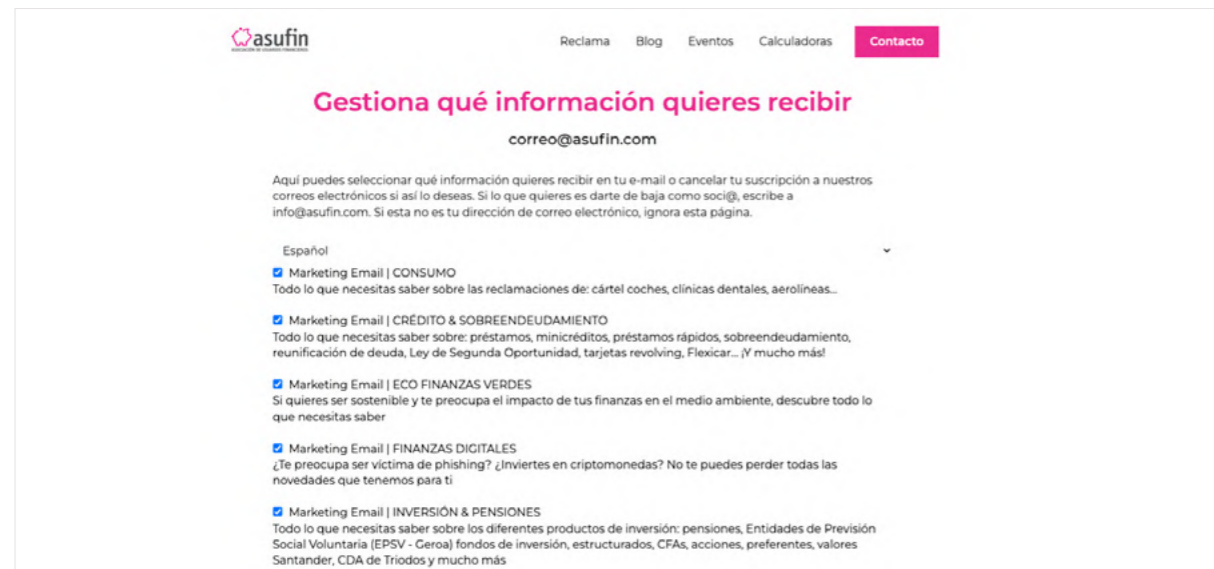 asufin
ASOCIACIÓN DE USUARIOS FINANCIEROS
Reclama Blog Eventos Calculadoras Contacto
Gestiona qué información quieres recibir
correo@asufin.com
Aquí puedes seleccionar qué información quieres recibir en tu e-mail o cancelar tu suscripción a nuestros
correos electrónicos si así lo deseas. Si lo que quieres es darte de baja como soci@, escribe a
info@asufin.com. Si esta no es tu dirección de correo electrónico, ignora esta página.
Español
Marketing Email | CONSUMO
Todo lo que necesitas saber sobre las reclamaciones de: cártel coches, clínicas dentales, aerolíneas...
Marketing Email | CRÉDITO & SOBREENDEUDAMIENTO
Todo lo que necesitas saber sobre: préstamos, minicréditos, préstamos rápidos, sobreendeudamiento,
reunificación de deuda, Ley de Segunda Oportunidad, tarjetas revolving, Flexicar... ¡Y mucho más!
Marketing Email | ECO FINANZAS VERDES
Si quieres ser sostenible y te preocupa el impacto de tus finanzas en el medio ambiente, descubre todo lo
que necesitas saber
Marketing Email | FINANZAS DIGITALES
¿Te preocupa ser víctima de phishing? ¿Inviertes en criptomonedas? No te puedes perder todas las
novedades que tenemos para ti
Marketing Email | INVERSIÓN & PENSIONES
Todo lo que necesitas saber sobre los diferentes productos de inversión: pensiones, Entidades de Previsión
Social Voluntaria (EPSV - Geroa) fondos de inversión, estructurados, CFAs, acciones, preferentes, valores
Santander, CDA de Triodos y mucho más